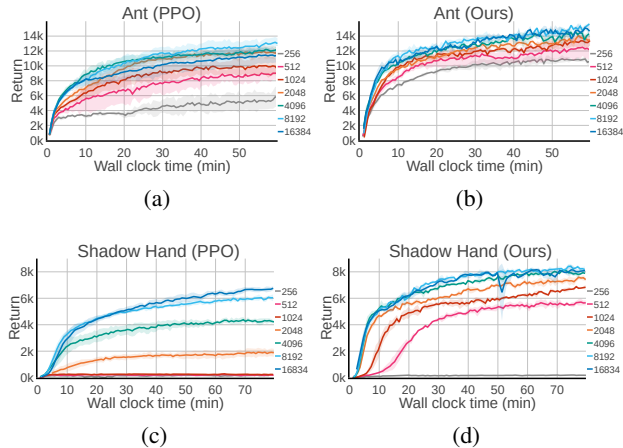 Ant (PPO)
Return
14k
12k
10k
8k
6k
4k
2k
0k
10 20 30 40 50
Wall clock time (min)
256
512
1024
2048
4096
8192
16384
(a)
Ant (Ours)
Return
14k
12k
10k
8k
6k
4k
2k
0k
10 20 30 40 50
Wall clock time (min)
256
512
1024
2048
4096
8192
16384
(b)
Shadow Hand (PPO)
Return
8k
6k
4k
2k
0k
10 20 30 40 50 60 70
Wall clock time (min)
256
512
1024
2048
4096
8192
16834
(c)
Shadow Hand (Ours)
Return
8k
6k
4k
2k
0k
10 20 30 40 50 60 70
Wall clock time (min)
256
512
1024
2048
4096
8192
16834
(d)